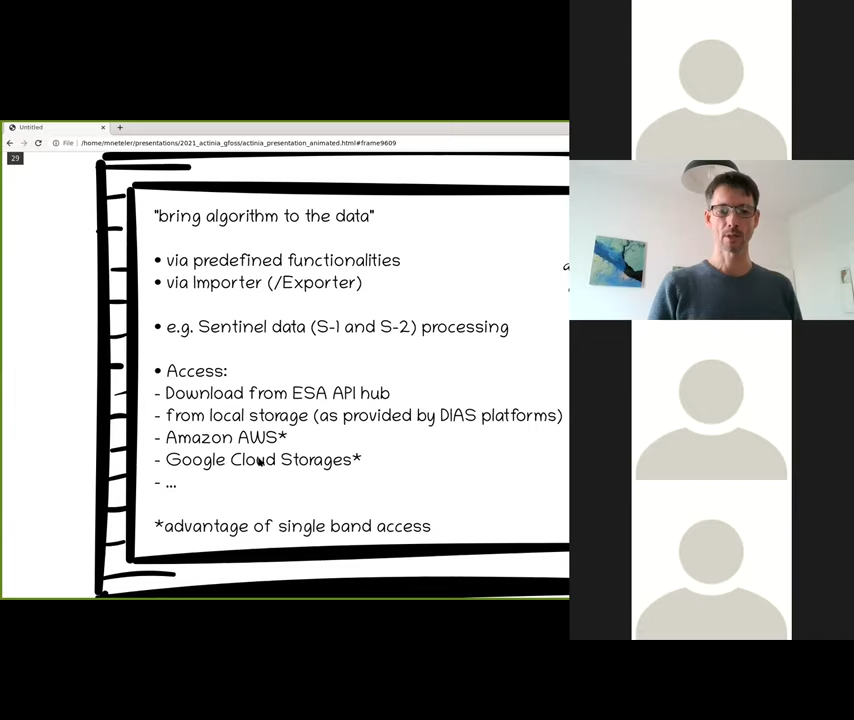 Untitled
File
/home/mneteler/presentations/2021_actinia_gfoss/actinia_presentation_animated.html#frame9609
29
"bring algorithm to the data"
• via predefined functionalities
• via Importer (/Exporter)
• e.g. Sentinel data (S-1 and S-2) processing
• Access:
- Download from ESA API hub
- from local storage (as provided by DIAS platforms)
- Amazon AWS*
- Google Cloud Storages*
- ...
*advantage of single band access